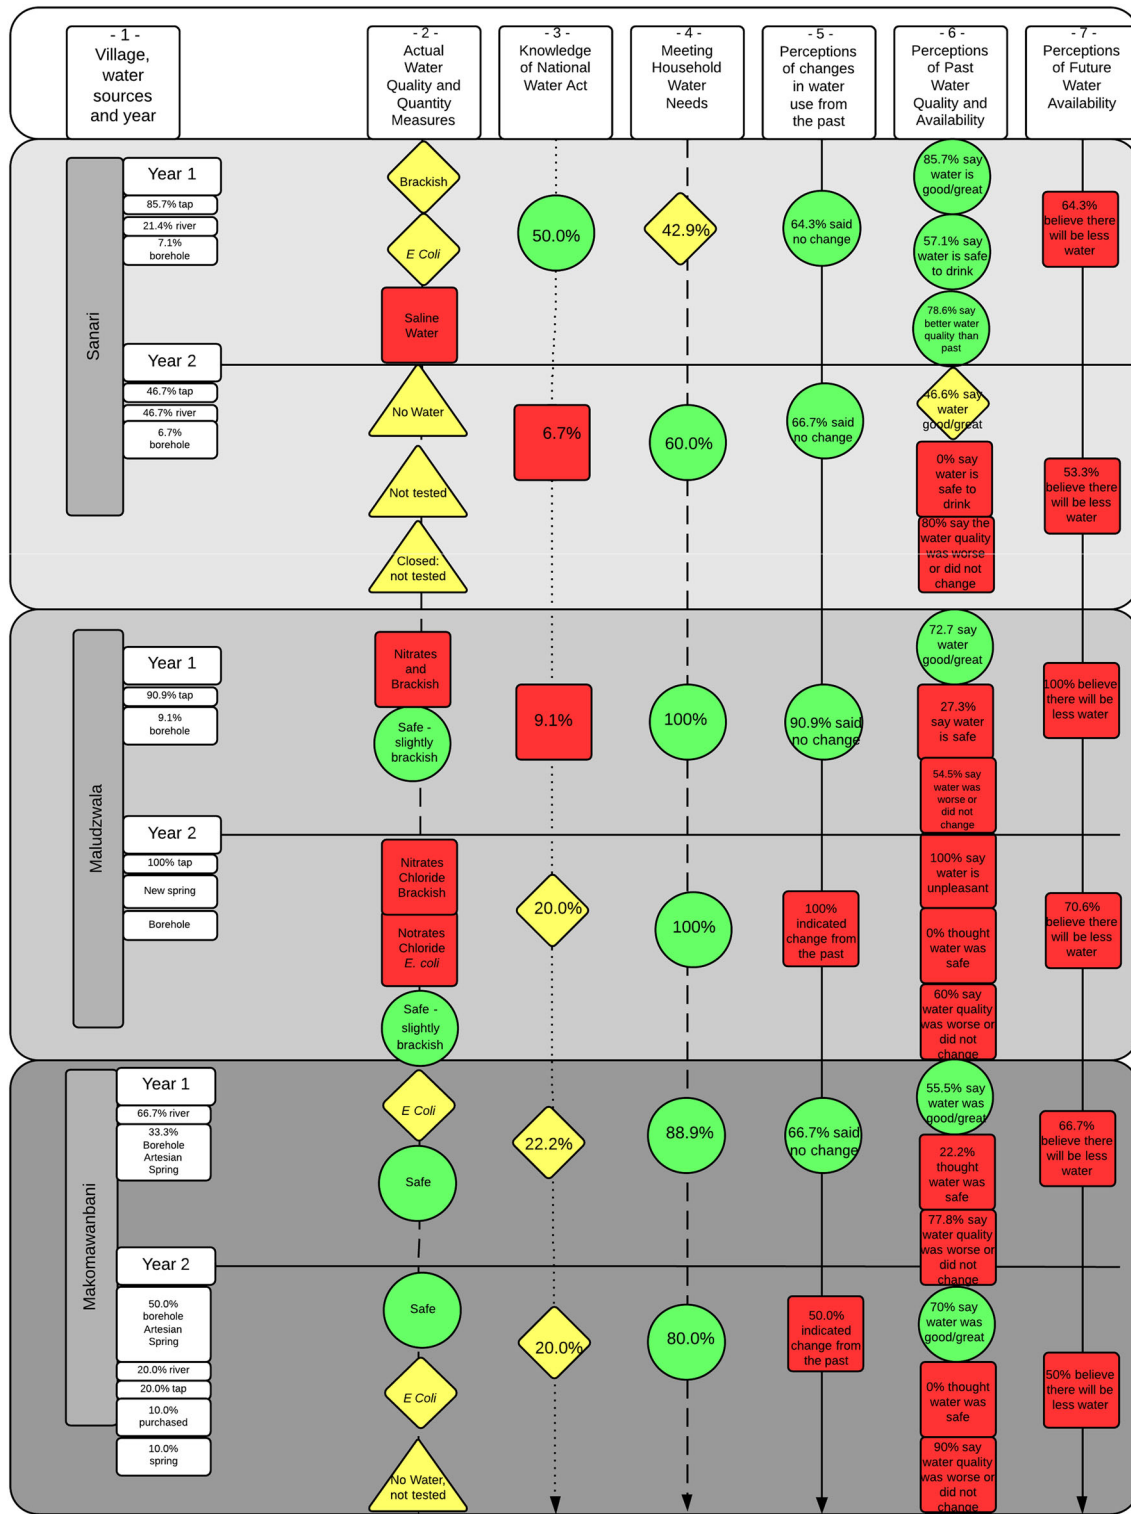 - 1 -
Village,
water
sources
and year
- 2 -
Actual
Water
Quality and
Quantity
Measures
- 3 -
Knowledge
of National
Water Act
- 4 -
Meeting
Household
Water
Needs
- 5 -
Perceptions
of changes
in water
use from
the past
- 6 -
Perceptions
of Past
Water
Quality and
Availability
- 7 -
Perceptions
of Future
Water
Availability
Sanari
Year 1
85.7% tap
21.4% river
7.1%
borehole
Brackish
E Coli
Saline
Water
50.0%
42.9%
64.3% said
no change
85.7% say
water is
good/great
57.1% say
water is safe
to drink
78.6% say
better water
quality than
past
64.3%
believe there
will be less
water
Year 2
46.7% tap
46.7% river
6.7%
borehole
No Water
Not tested
Closed:
not tested
6.7%
60.0%
66.7% said
no change
46.6% say
water
good/great
0% say
water is
safe to
drink
80% say the
water quality
was worse
or did not
change
53.3%
believe there
will be less
water
Maludzwala
Year 1
90.9% tap
9.1%
borehole
Nitrates
and
Brackish
Safe -
slightly
brackish
9.1%
100%
90.9% said
no change
72.7 say
water
good/great
27.3%
say water
is safe
54.5% say
water was
worse or
did not
change
100% believe
there will be
less water
Year 2
100% tap
New spring
Borehole
Nitrates
Chloride
Brackish
Notrates
Chloride
E. coli
Safe -
slightly
brackish
20.0%
100%
100%
indicated
change from
the past
100% say
water is
unpleasant
0% thought
water was
safe
60% say
water quality
was worse or
did not
change
70.6%
believe there
will be less
water
Makomawanbani
Year 1
66.7% river
33.3%
Borehole
Artesian
Spring
E Coli
Safe
22.2%
88.9%
66.7% said
no change
55.5% say
water was
good/great
22.2%
thought
water was
safe
77.8% say
water quality
was worse or
did not
change
66.7%
believe there
will be less
water
Year 2
50.0%
borehole
Artesian
Spring
20.0% river
20.0% tap
10.0%
purchased
10.0%
spring
Safe
E Coli
No Water,
not tested
20.0%
80.0%
50.0%
indicated
change from
the past
70% say
water was
good/great
0% thought
water was
safe
90% say
water quality
was worse or
did not
change
50% believe
there will be
less water